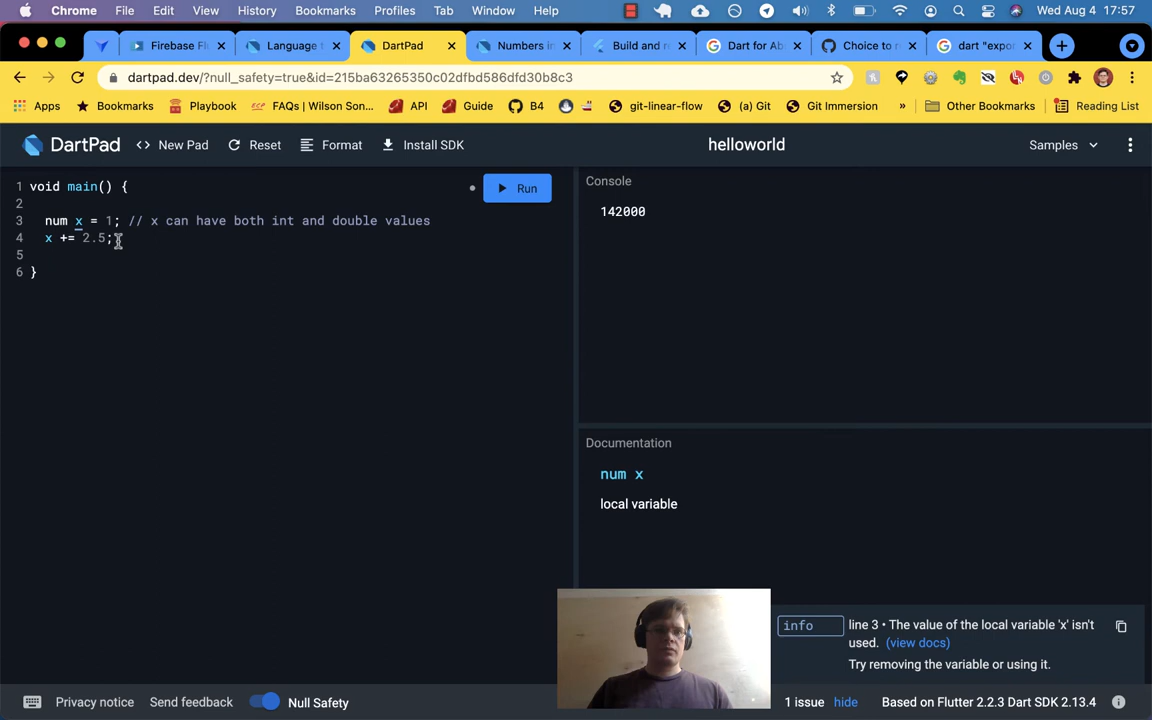 Chrome File Edit View History Bookmarks Profiles Tab Window Help Wed Aug 4 17:57
Firebase Fl
Language t
DartPad
Numbers in
Build and r
Dart for Ab
Choice to r
dart "expor
dartpad.dev/?null_safety=true&id=215ba63265350c02dfbd586dfd30b8c3
Apps Bookmarks Playbook FAQs | Wilson Son... API Guide B4 git-linear-flow (a) Git Git Immersion » Other Bookmarks Reading List
DartPad <> New Pad Reset Format Install SDK helloworld Samples
1 void main() {
2
3 num x = 1; // x can have both int and double values
4 x += 2.5;
5
6 }
Run
Console
142000
Documentation
num x
local variable
info
line 3 • The value of the local variable 'x' isn't
used. (view docs)
Try removing the variable or using it.
Privacy notice Send feedback Null Safety 1 issue hide Based on Flutter 2.2.3 Dart SDK 2.13.4